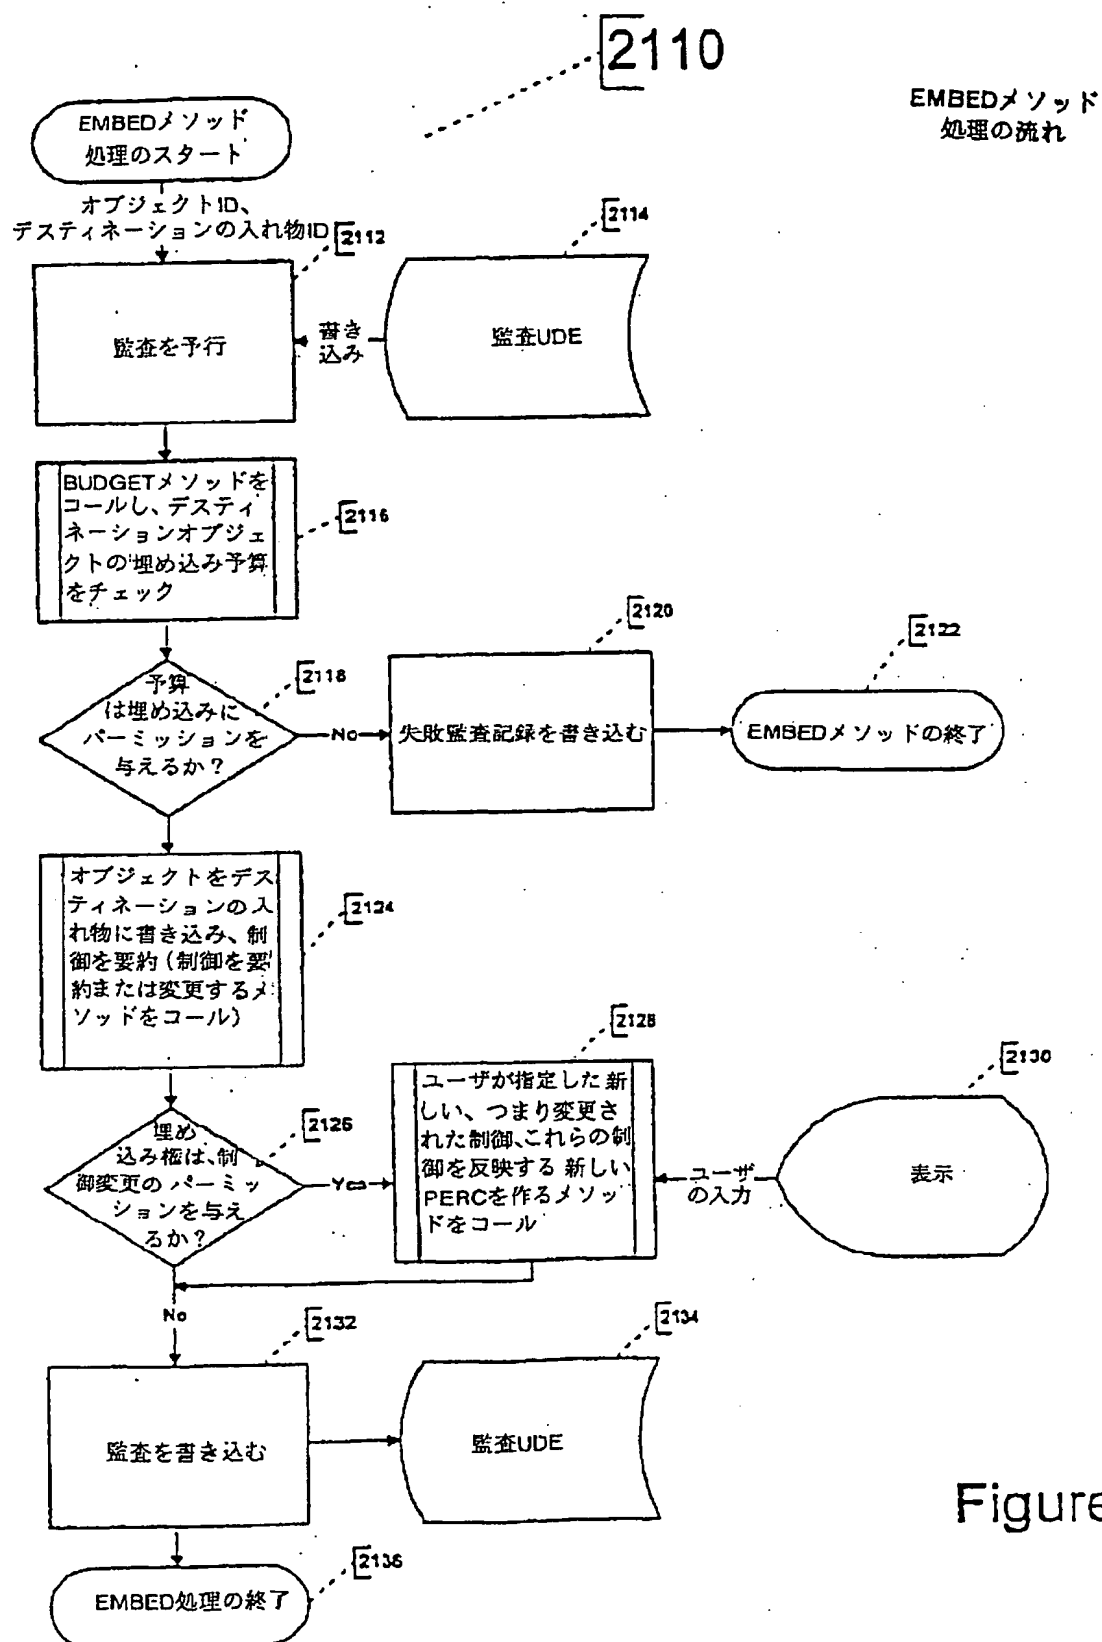 2110
EMBEDメソッド
処理の流れ
EMBEDメソッド
処理のスタート
オブジェクトID、
デスティネーションの入れ物ID
2112
2114
監査を予行
書き
込み
監査UDE
BUDGETメソッドを
コールし、デスティ
ネーションオブジェ
クトの埋め込み予算
をチェック
2116
2118
予算
は埋め込みに
パーミッションを
与えるか？
No
2120
失敗監査記録を書き込む
2122
EMBEDメソッドの終了
オブジェクトをデス
ティネーションの入
れ物に書き込み、制
御を要約（制御を要
約または変更するメ
ソッドをコール）
2124
2126
埋め
込み権は、制
御変更のパーミッ
ションを与え
るか？
Yes
2128
ユーザが指定した新
しい、つまり変更さ
れた制御、これらの制
御を反映する新しい
PERCを作るメソッ
ドをコール
ユーザ
の入力
2130
表示
No
2132
監査を書き込む
2134
監査UDE
Figure
2136
EMBED処理の終了